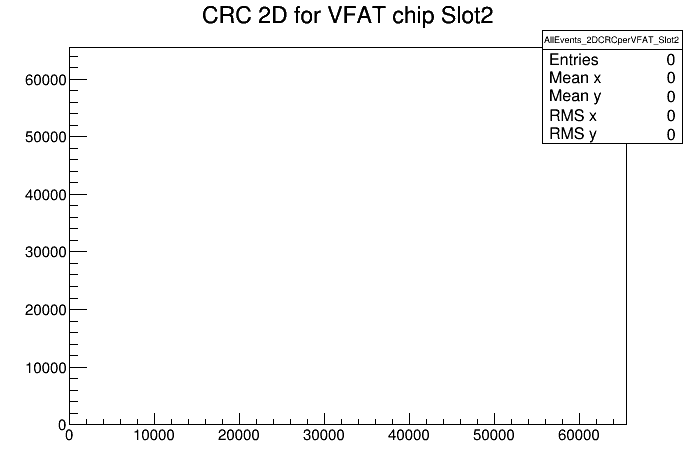 CRC 2D for VFAT chip Slot2
AllEvents_2DCRCperVFAT_Slot2
Entries 0
Mean x 0
Mean y 0
RMS x 0
RMS y 0
60000
50000
40000
30000
20000
10000
0
0 10000 20000 30000 40000 50000 60000